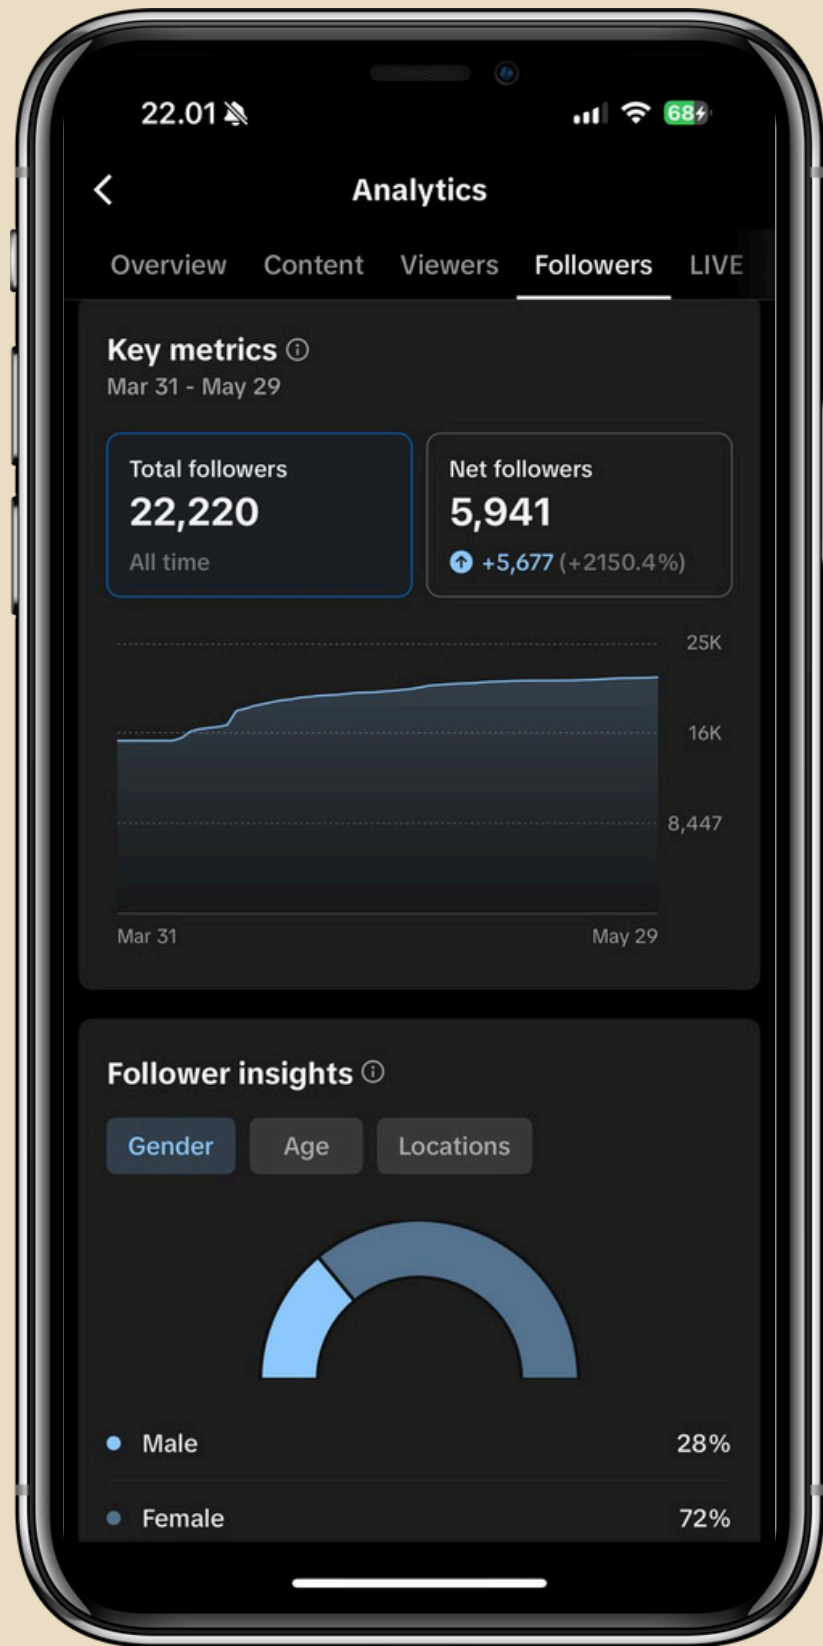 22.01
68
Analytics
Overview Content Viewers Followers LIVE
Key metrics
Mar 31 - May 29
Total followers
22,220
All time
Net followers
5,941
+5,677 (+2150.4%)
25K
16K
8,447
Mar 31 May 29
Follower insights
Gender Age Locations
Male 28%
Female 72%